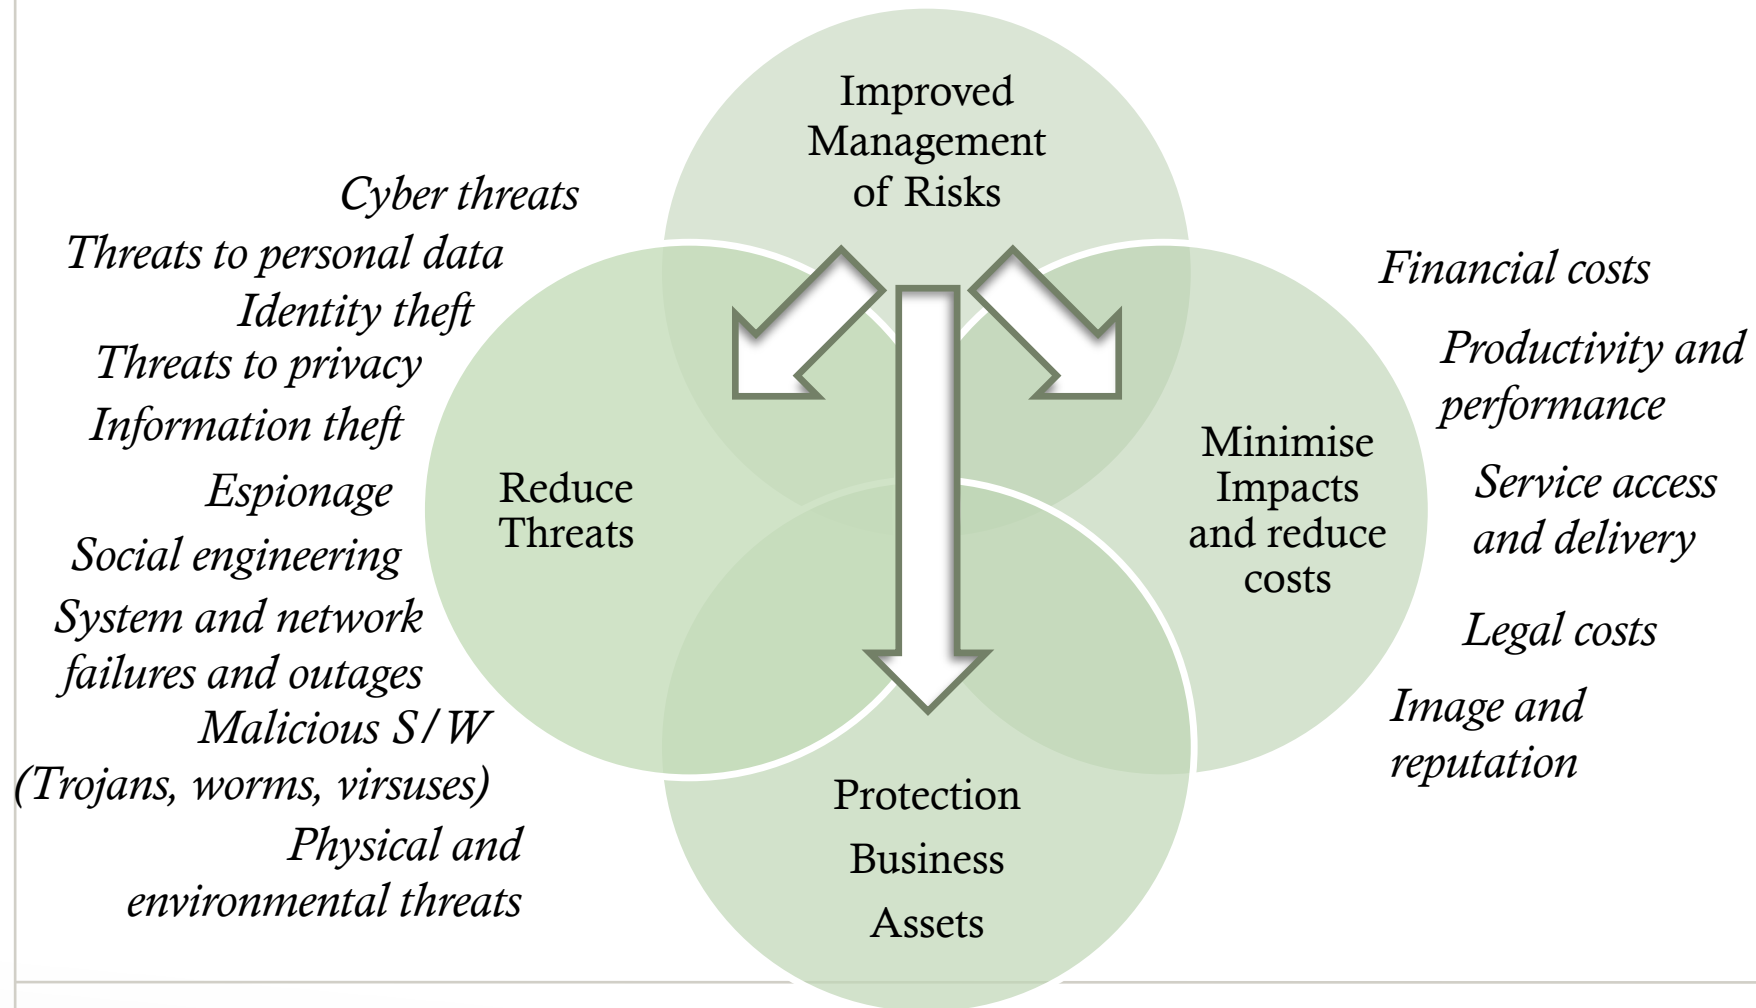 Improved
Management
of Risks
Cyber threats
Threats to personal data
Identity theft
Threats to privacy
Information theft
Espionage
Social engineering
System and network
failures and outages
Malicious S/W
(Trojans, worms, virsuses)
Physical and
environmental threats
Reduce
Threats
Minimise
Impacts
and reduce
costs
Financial costs
Productivity and
performance
Service access
and delivery
Legal costs
Image and
reputation
Protection
Business
Assets